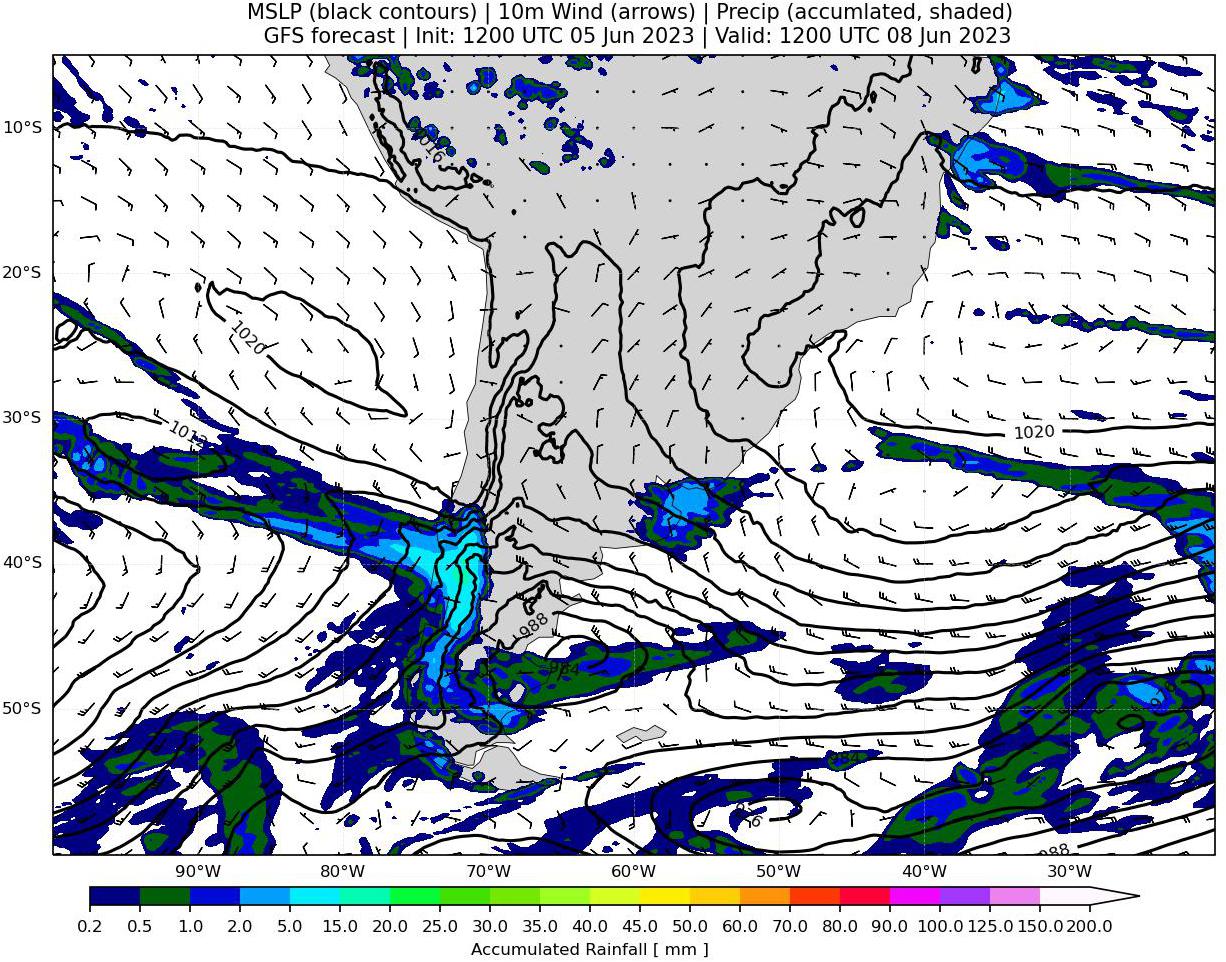 MSLP (black contours) | 10m Wind (arrows) | Precip (accumlated, shaded)
GFS forecast | Init: 1200 UTC 05 Jun 2023 | Valid: 1200 UTC 08 Jun 2023
10°S
20°S
30°S
40°S
50°S
1016
1020
1012
1020
988
984
984
976
988
90°W 80°W 70°W 60°W 50°W 40°W 30°W
0.2 0.5 1.0 2.0 5.0 10.0 15.0 20.0 25.0 30.0 35.0 40.0 45.0 50.0 60.0 70.0 80.0 90.0 100.0 125.0 150.0 200.0
Accumulated Rainfall [ mm ]